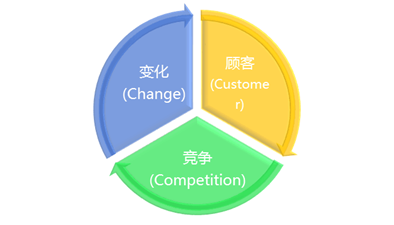 变化
(Change)
顾客
(Custome
r)
竞争
(Competition)